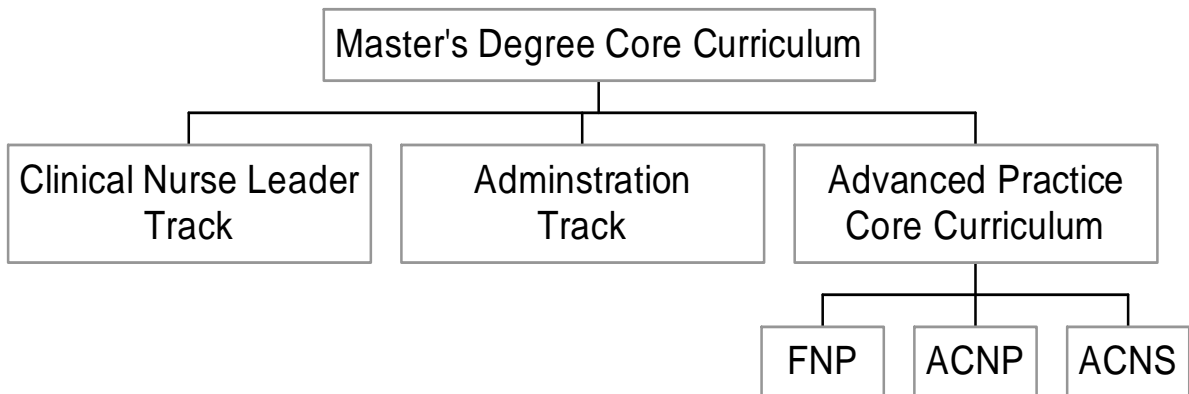 Master's Degree Core Curriculum
Clinical Nurse Leader
Track
Adminstration
Track
Advanced Practice
Core Curriculum
FNP
ACNP
ACNS